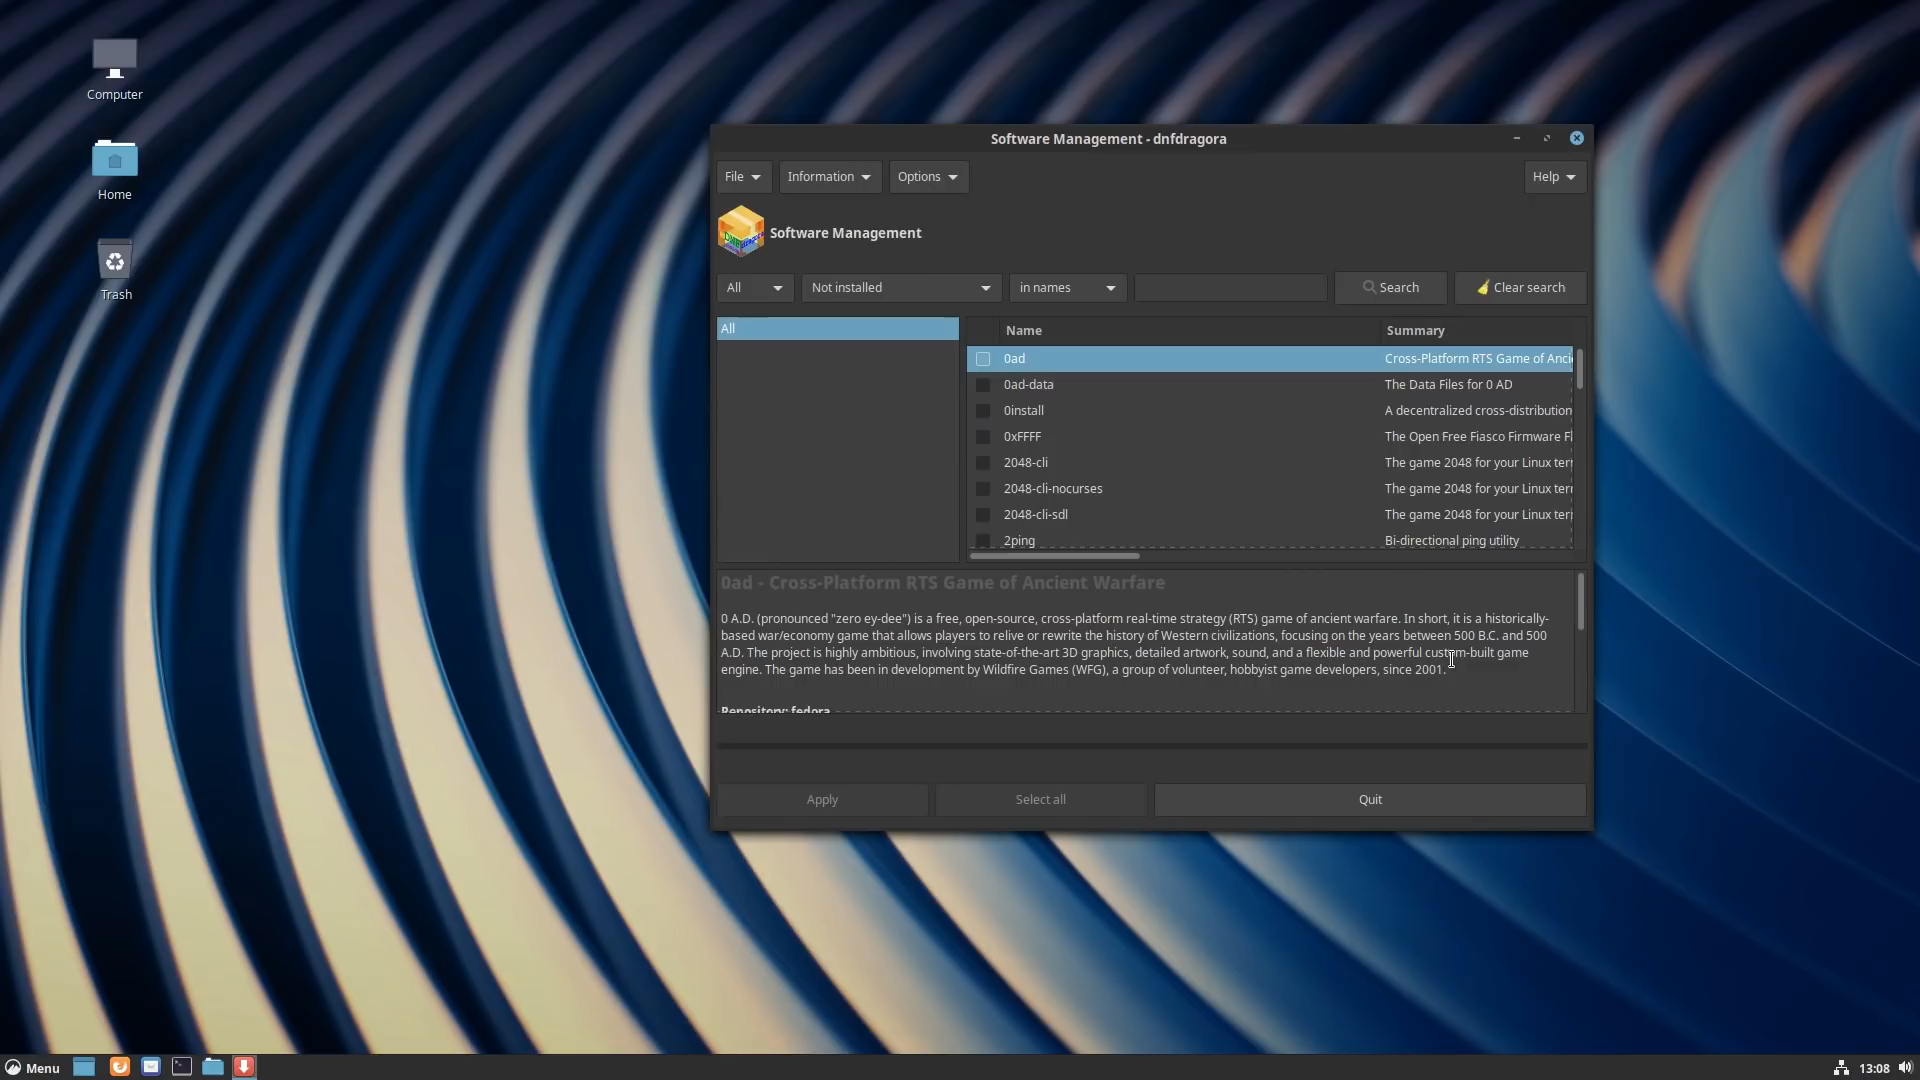 Computer
Home
Trash
Software Management - dnfdragora
File
Information
Options
Help
Software Management
All
Not installed
in names
Search
Clear search
All
Name
Summary
0ad
Cross-Platform RTS Game of Anci
0ad-data
The Data Files for 0 AD
0install
A decentralized cross-distribution
0xFFFF
The Open Free Fiasco Firmware Fl
2048-cli
The game 2048 for your Linux ter
2048-cli-nocurses
The game 2048 for your Linux ter
2048-cli-sdl
The game 2048 for your Linux ter
2ping
Bi-directional ping utility
0ad - Cross-Platform RTS Game of Ancient Warfare
0 A.D. (pronounced "zero ey-dee") is a free, open-source, cross-platform real-time strategy (RTS) game of ancient warfare. In short, it is a historically-
based war/economy game that allows players to relive or rewrite the history of Western civilizations, focusing on the years between 500 B.C. and 500
A.D. The project is highly ambitious, involving state-of-the-art 3D graphics, detailed artwork, sound, and a flexible and powerful custom-built game
engine. The game has been in development by Wildfire Games (WFG), a group of volunteer, hobbyist game developers, since 2001.
Repository: fedora
Apply
Select all
Quit
Menu
13:08